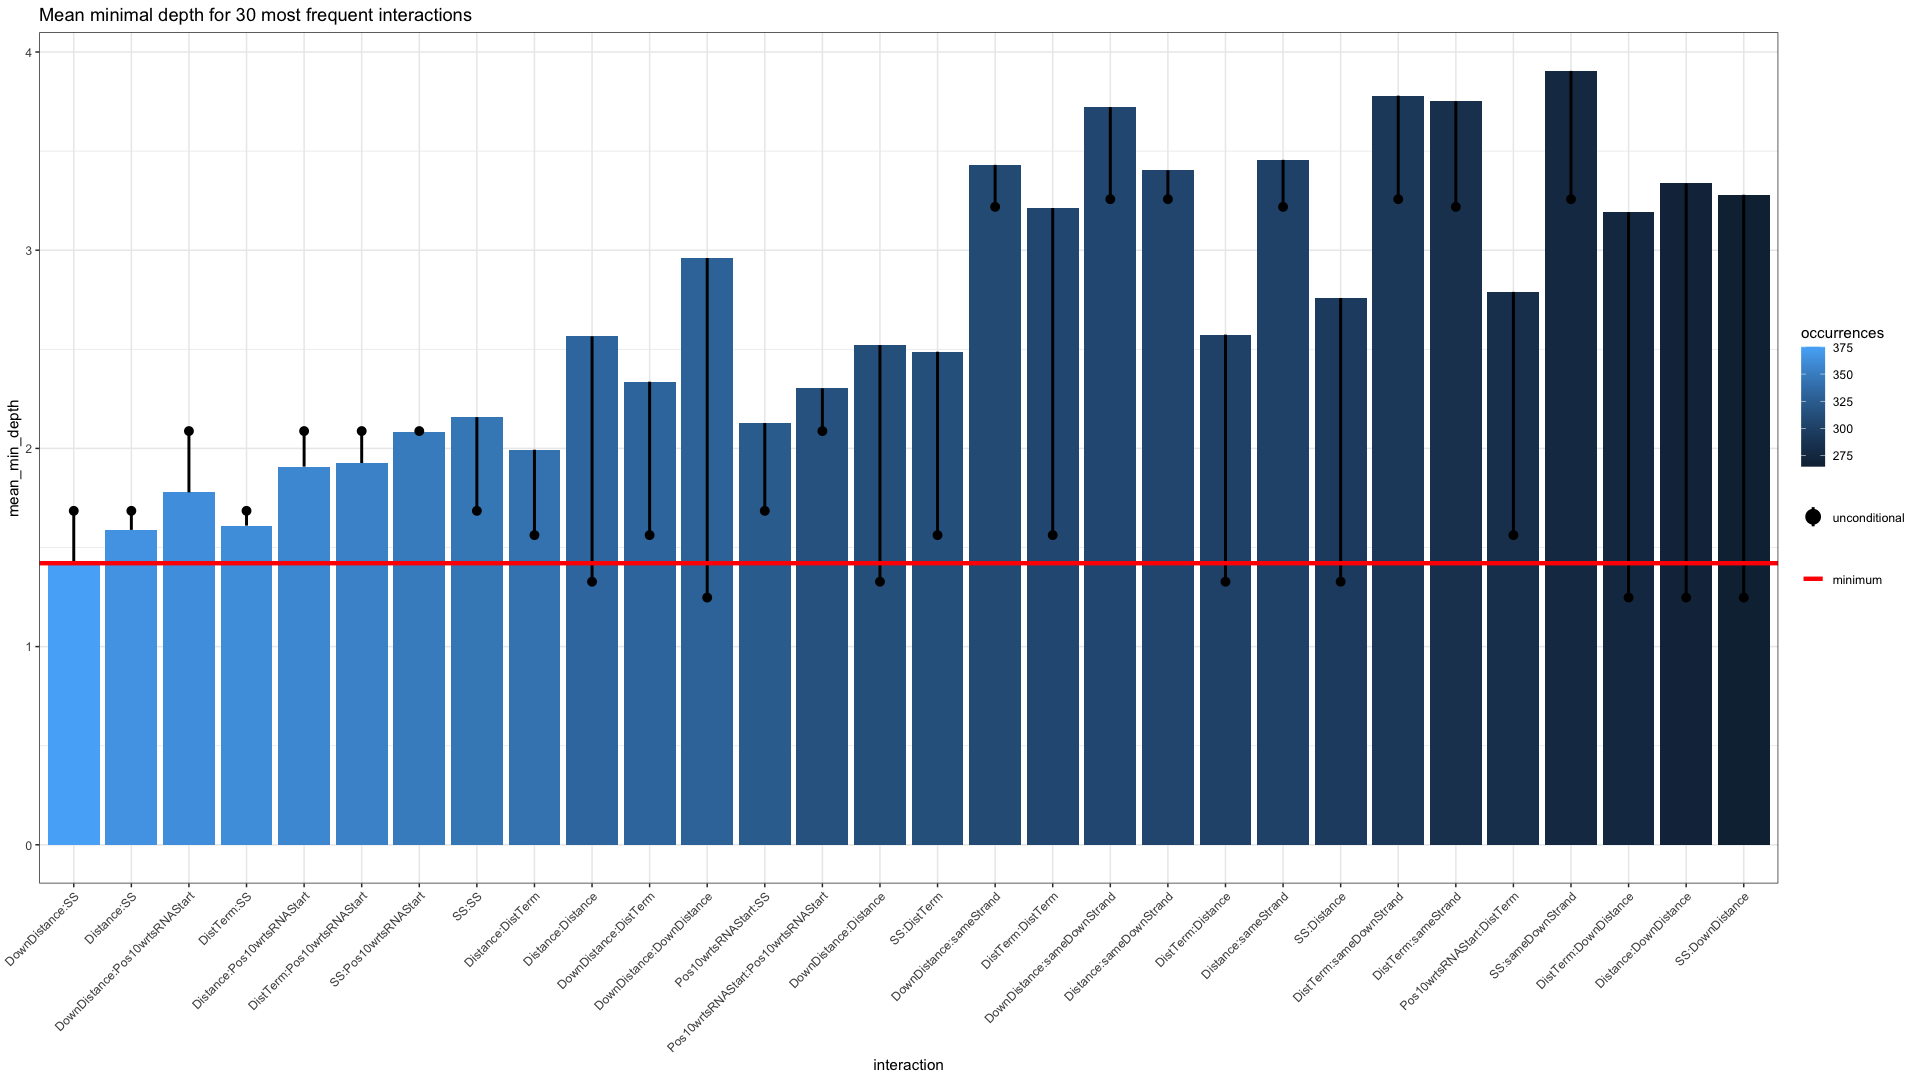 Mean minimal depth for 30 most frequent interactions
mean_min_depth
4
3
2
1
0
DownDistance:SS
Distance:SS
DownDistance:Pos10wrtsRNAStart
DistTerm:SS
Distance:Pos10wrtsRNAStart
DistTerm:Pos10wrtsRNAStart
SS:Pos10wrtsRNAStart
SS:SS
Distance:DistTerm
Distance:Distance
DownDistance:DistTerm
DownDistance:DownDistance
Pos10wrtsRNAStart:SS
Pos10wrtsRNAStart:Pos10wrtsRNAStart
DownDistance:Distance
SS:DistTerm
DownDistance:sameStrand
DistTerm:DistTerm
DownDistance:sameDownStrand
Distance:sameDownStrand
DistTerm:Distance
Distance:sameStrand
SS:Distance
DistTerm:sameDownStrand
DistTerm:sameStrand
Pos10wrtsRNAStart:DistTerm
SS:sameDownStrand
DistTerm:DownDistance
Distance:DownDistance
SS:DownDistance
interaction
occurrences
375
350
325
300
275
unconditional
minimum